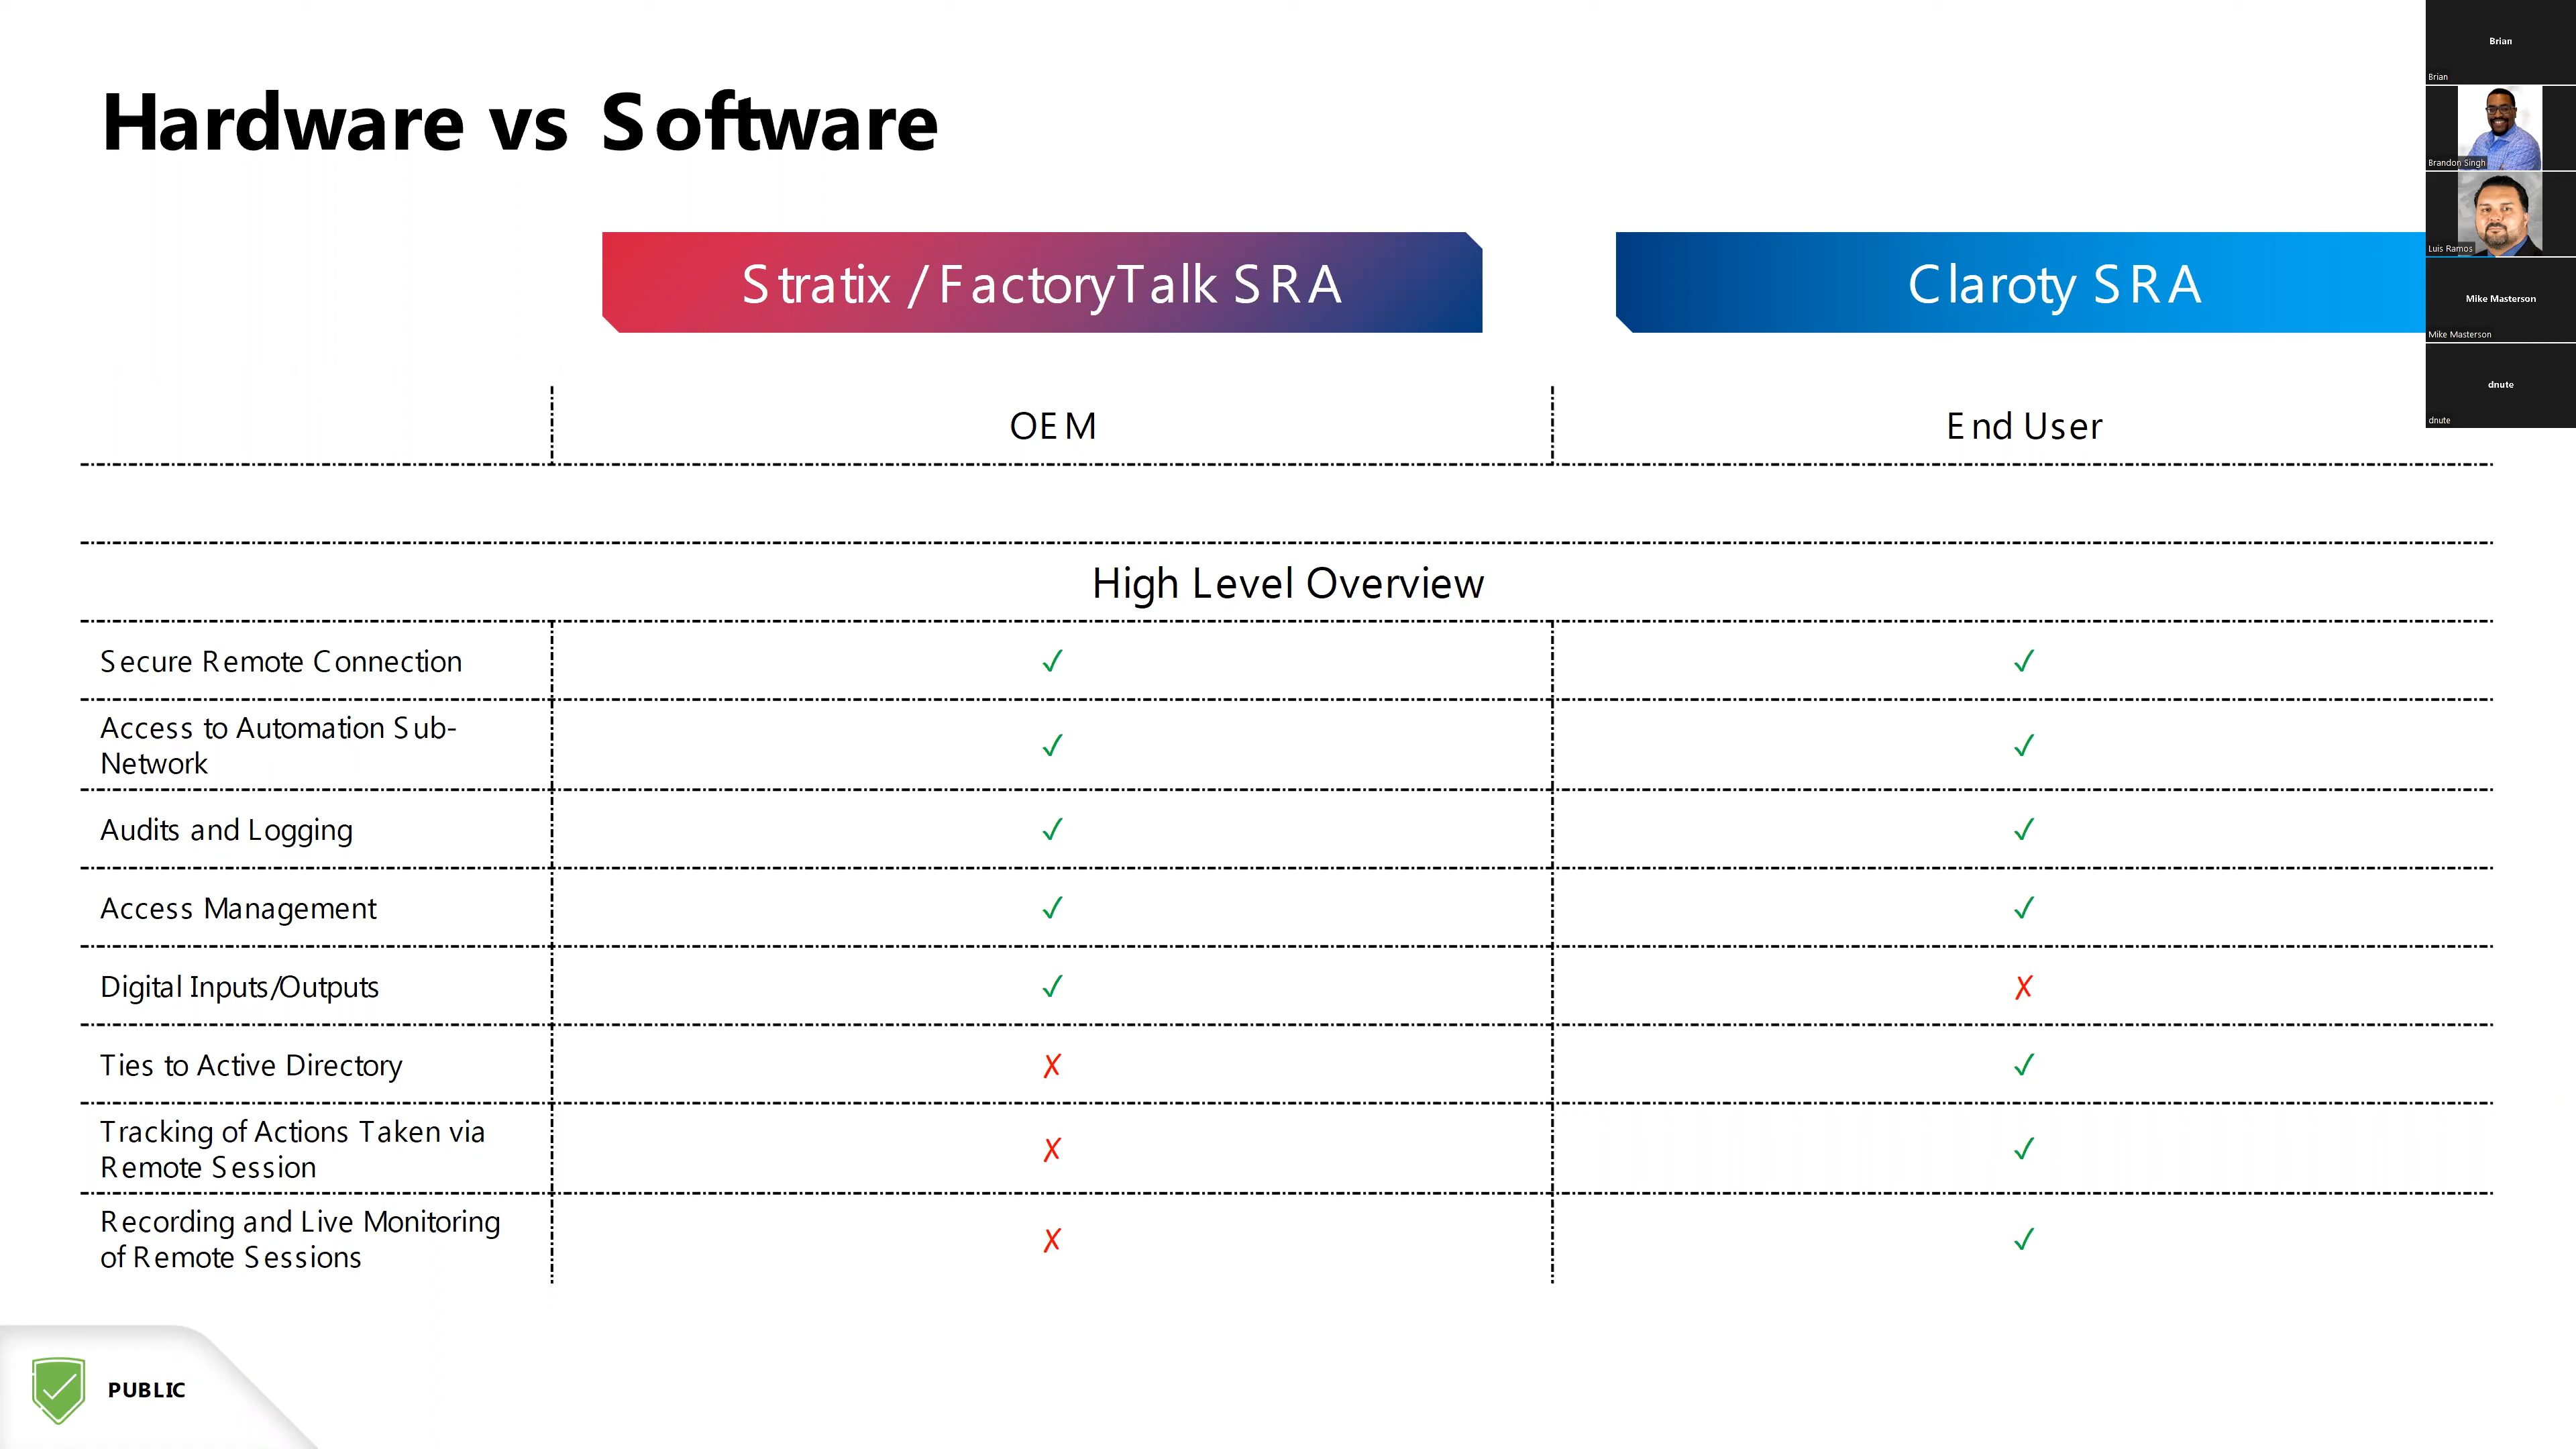 Hardware vs Software
Stratix / FactoryTalk SRA
Claroty SRA
OEM
End User
High Level Overview
Secure Remote Connection
✓
✓
Access to Automation Sub-
Network
✓
✓
Audits and Logging
✓
✓
Access Management
✓
✓
Digital Inputs/Outputs
✓
✗
Ties to Active Directory
✗
✓
Tracking of Actions Taken via
Remote Session
✗
✓
Recording and Live Monitoring
of Remote Sessions
✗
✓
PUBLIC
Brian
Brian
Brandon Singh
Luis Ramos
Mike Masterson
Mike Masterson
dnute
dnute